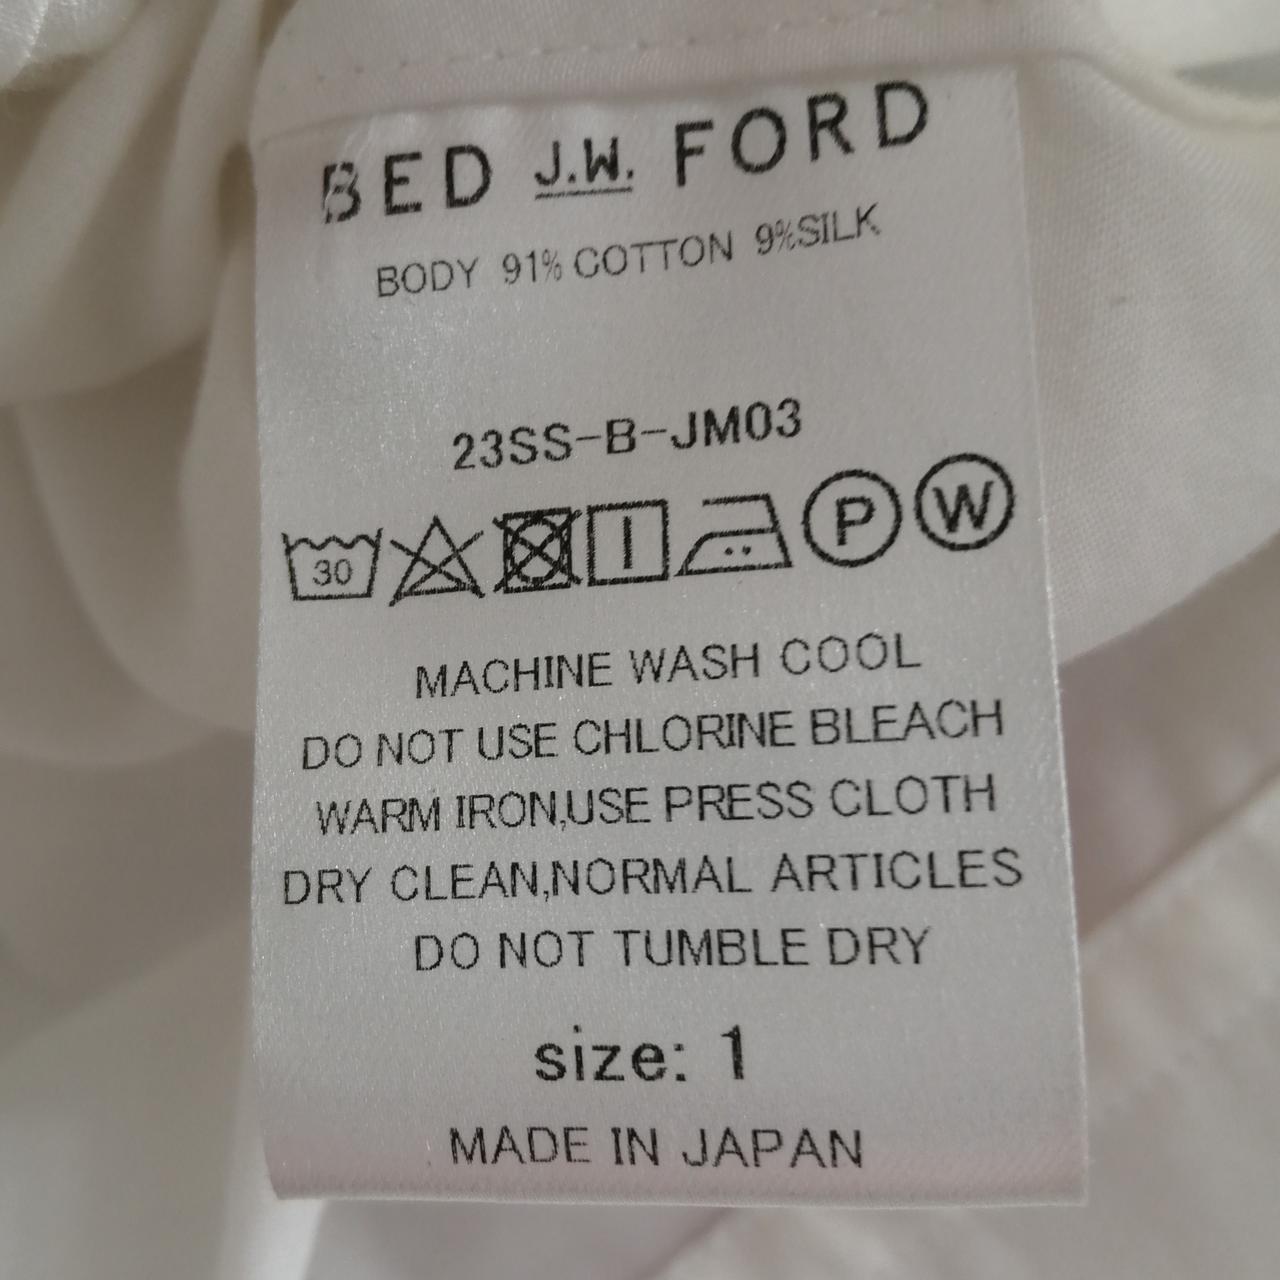 BED J.W. FORD
BODY 91% COTTON 9%SILK
23SS-B-JM03
30 P W
MACHINE WASH COOL
DO NOT USE CHLORINE BLEACH
WARM IRON,USE PRESS CLOTH
DRY CLEAN,NORMAL ARTICLES
DO NOT TUMBLE DRY
size: 1
MADE IN JAPAN